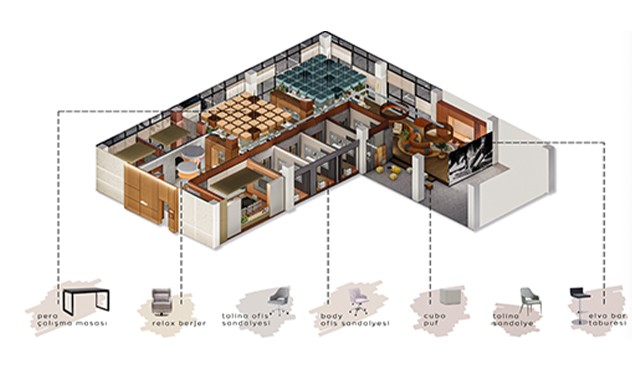 pera
çalışma masası
relax berjer
talina ofis
sandalyesi
body
ofis sandalyesi
cubo
puf
talina
sandalye
elva bar
taburesi